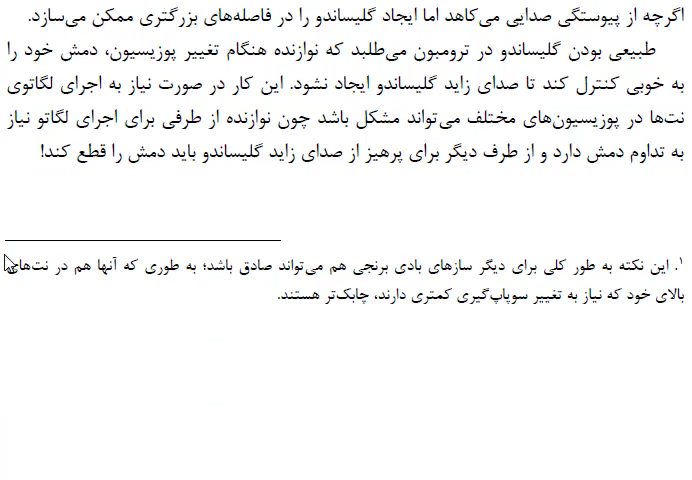 اگرچه از پیوستگی صدایی می‌کاهد اما ایجاد گلیساندو را در فاصله‌های بزرگتری ممکن می‌سازد.
طبیعی بودن گلیساندو در ترومبون می‌طلبد که نوازنده هنگام تغییر پوزیسیون، دمش خود را
به خوبی کنترل کند تا صدای زاید گلیساندو ایجاد نشود. این کار در صورت نیاز به اجرای لگاتوی
نت‌ها در پوزیسیون‌های مختلف می‌تواند مشکل باشد چون نوازنده از طرفی برای اجرای لگاتو نیاز
به تداوم دمش دارد و از طرف دیگر برای پرهیز از صدای زاید گلیساندو باید دمش را قطع کند!
۱. این نکته به طور کلی برای دیگر سازهای بادی برنجی هم می‌تواند صادق باشد؛ به طوری که آنها هم در نت‌های
بالای خود که نیاز به تغییر سوپاپ‌گیری کمتری دارند، چابک‌تر هستند.